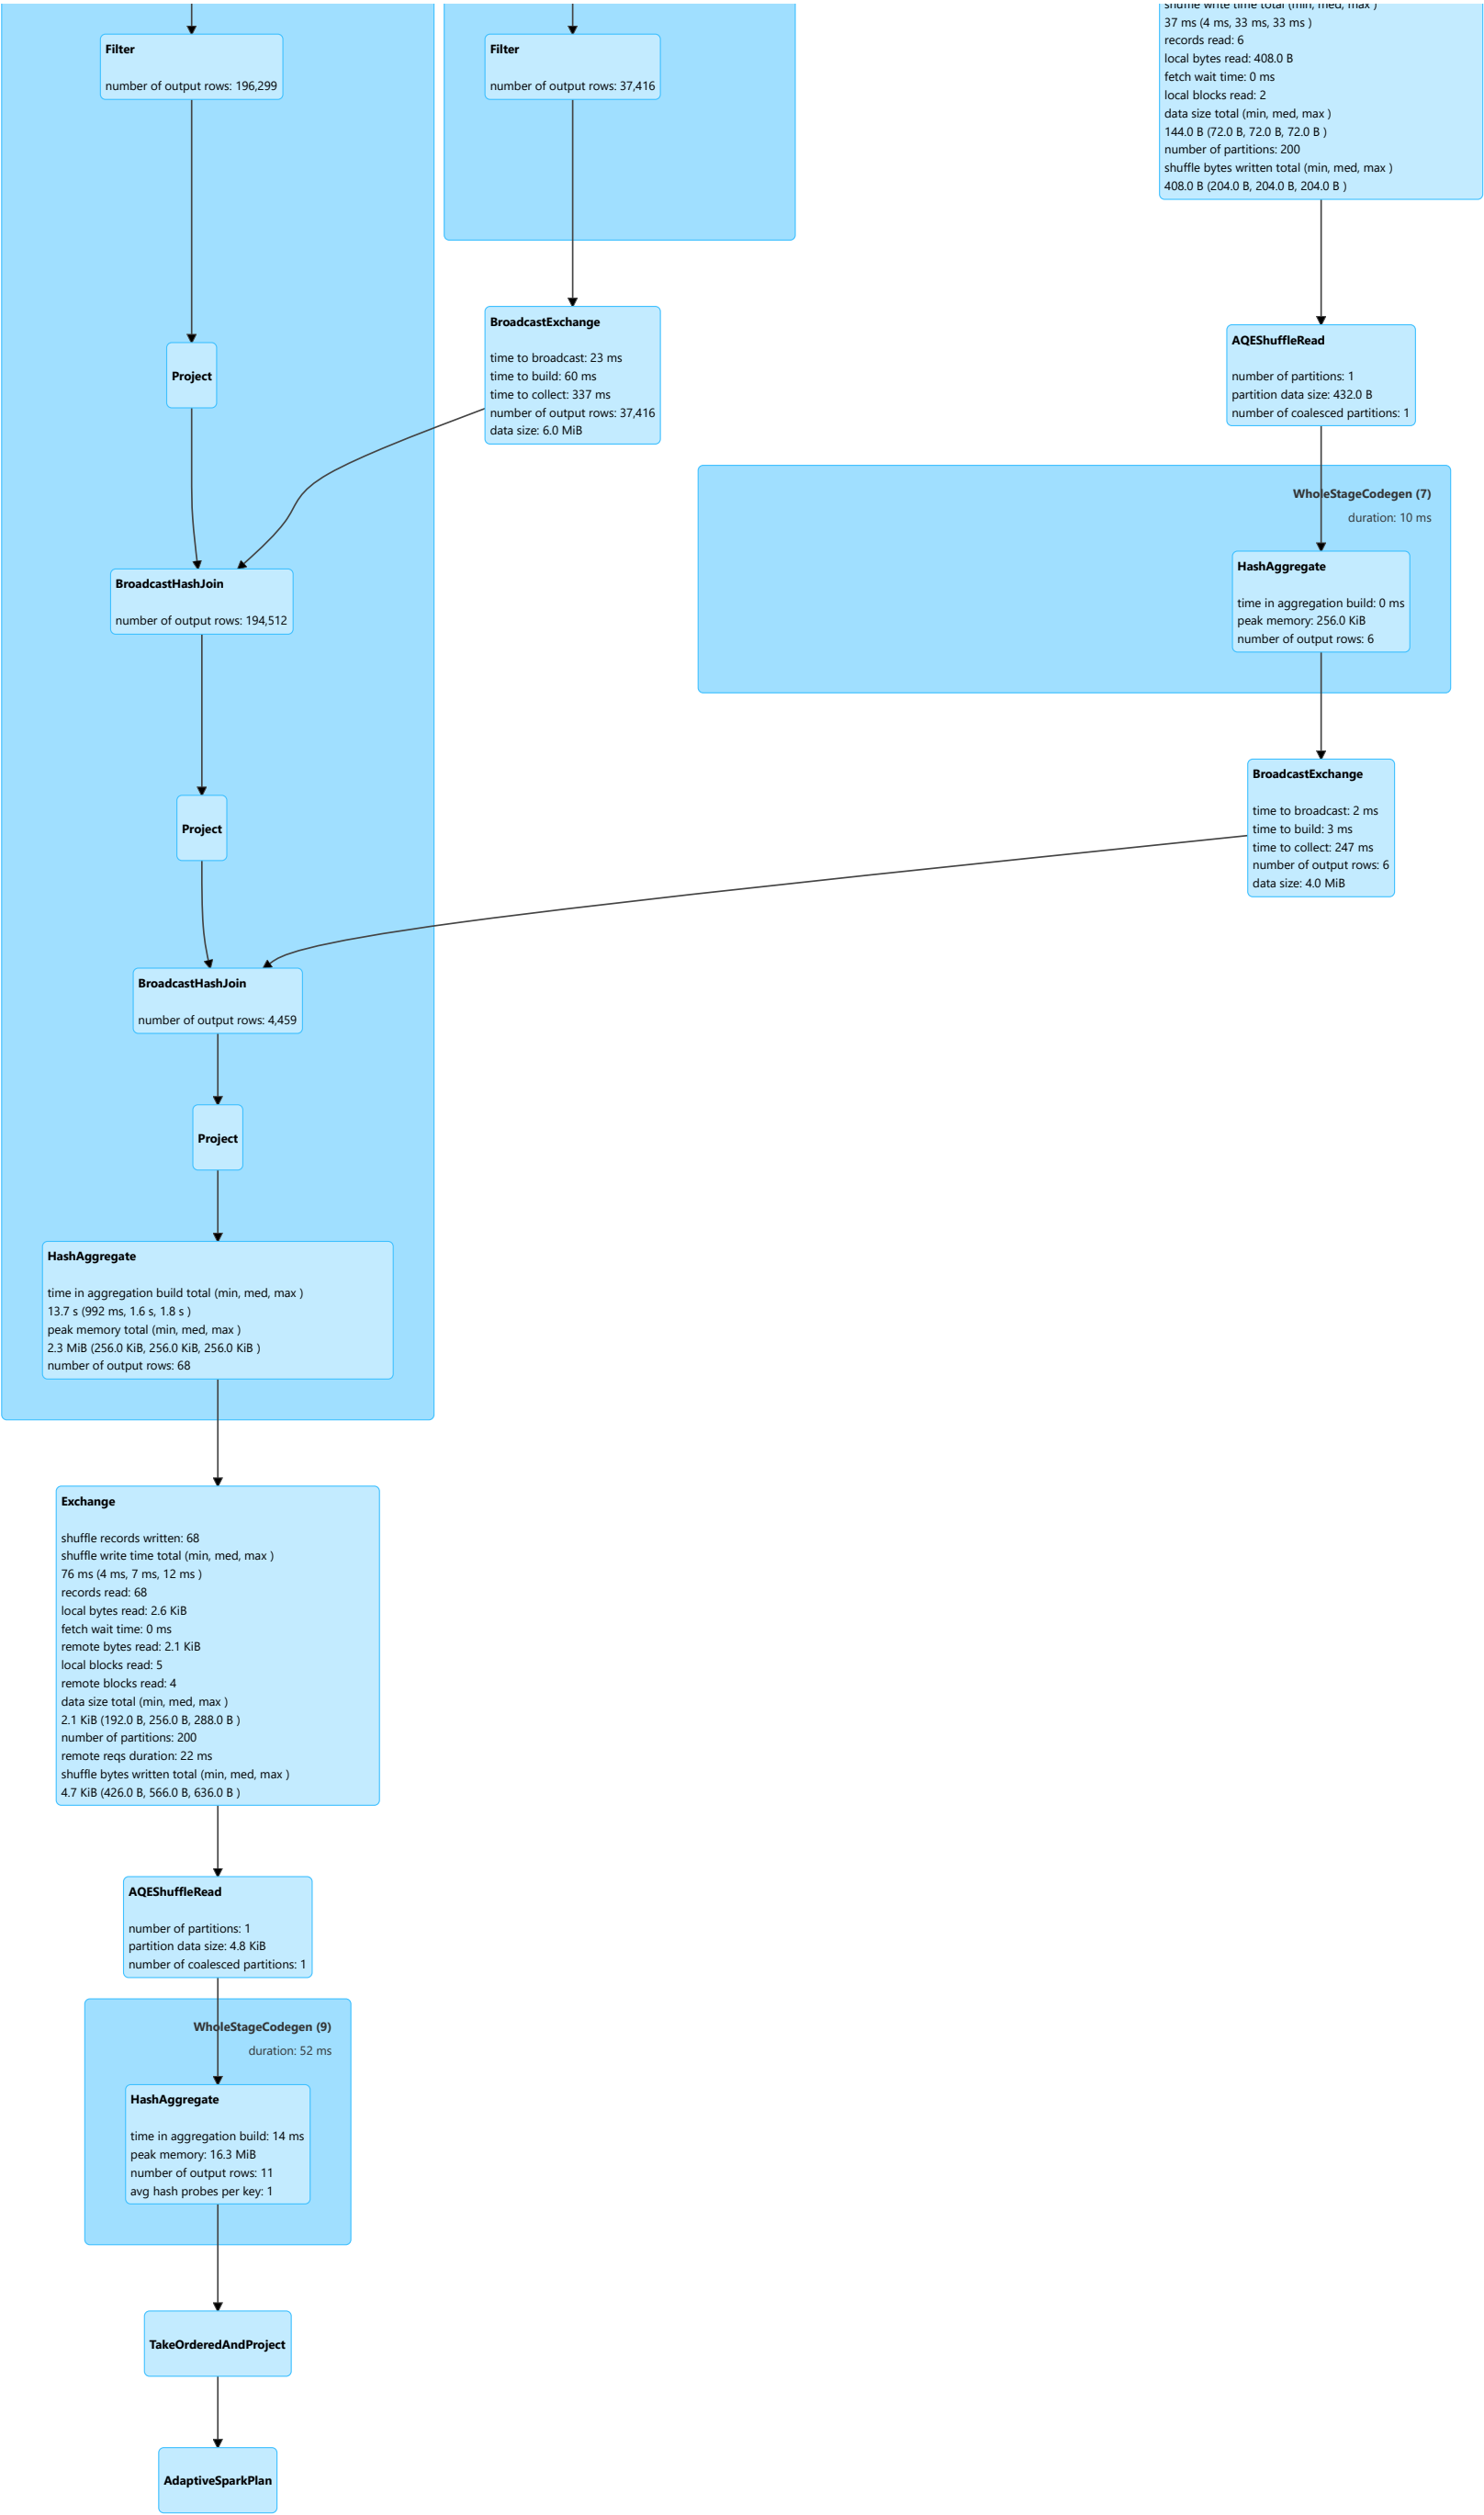 Filter
number of output rows: 196,299
Filter
number of output rows: 37,416
shuffle write time total (min, med, max )
37 ms (4 ms, 33 ms, 33 ms )
records read: 6
local bytes read: 408.0 B
fetch wait time: 0 ms
local blocks read: 2
data size total (min, med, max )
144.0 B (72.0 B, 72.0 B, 72.0 B )
number of partitions: 200
shuffle bytes written total (min, med, max )
408.0 B (204.0 B, 204.0 B, 204.0 B )
BroadcastExchange
time to broadcast: 23 ms
time to build: 60 ms
time to collect: 337 ms
number of output rows: 37,416
data size: 6.0 MiB
AQEShuffleRead
number of partitions: 1
partition data size: 432.0 B
number of coalesced partitions: 1
Project
WholeStageCodegen (7)
duration: 10 ms
HashAggregate
time in aggregation build: 0 ms
peak memory: 256.0 KiB
number of output rows: 6
BroadcastHashJoin
number of output rows: 194,512
BroadcastExchange
time to broadcast: 2 ms
time to build: 3 ms
time to collect: 247 ms
number of output rows: 6
data size: 4.0 MiB
Project
BroadcastHashJoin
number of output rows: 4,459
Project
HashAggregate
time in aggregation build total (min, med, max )
13.7 s (992 ms, 1.6 s, 1.8 s )
peak memory total (min, med, max )
2.3 MiB (256.0 KiB, 256.0 KiB, 256.0 KiB )
number of output rows: 68
Exchange
shuffle records written: 68
shuffle write time total (min, med, max )
76 ms (4 ms, 7 ms, 12 ms )
records read: 68
local bytes read: 2.6 KiB
fetch wait time: 0 ms
remote bytes read: 2.1 KiB
local blocks read: 5
remote blocks read: 4
data size total (min, med, max )
2.1 KiB (192.0 B, 256.0 B, 288.0 B )
number of partitions: 200
remote reqs duration: 22 ms
shuffle bytes written total (min, med, max )
4.7 KiB (426.0 B, 566.0 B, 636.0 B )
AQEShuffleRead
number of partitions: 1
partition data size: 4.8 KiB
number of coalesced partitions: 1
WholeStageCodegen (9)
duration: 52 ms
HashAggregate
time in aggregation build: 14 ms
peak memory: 16.3 MiB
number of output rows: 11
avg hash probes per key: 1
TakeOrderedAndProject
AdaptiveSparkPlan